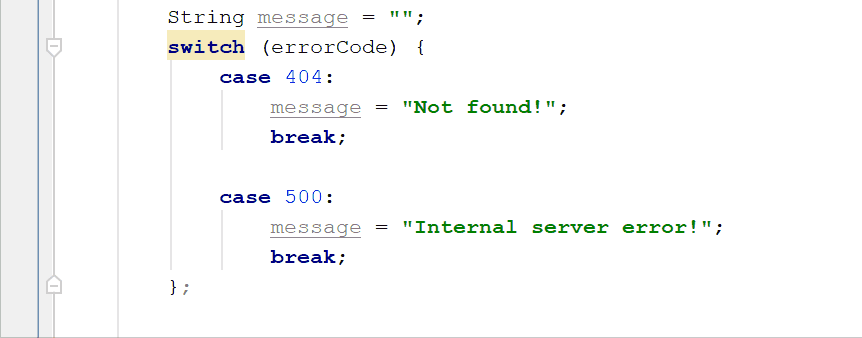 String message = "";
switch (errorCode) {
case 404:
message = "Not found!";
break;
case 500:
message = "Internal server error!";
break;
};